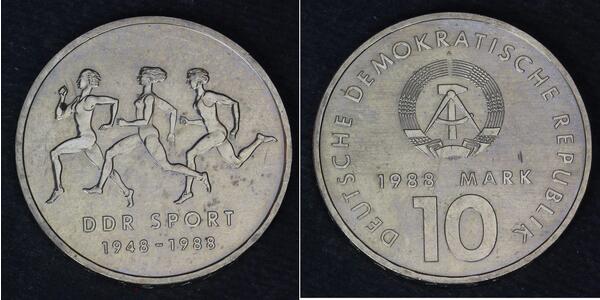 DDR SPORT
1948-1988
DEUTSCHE DEMOKRATISCHE REPUBLIK
1988 MARK
10